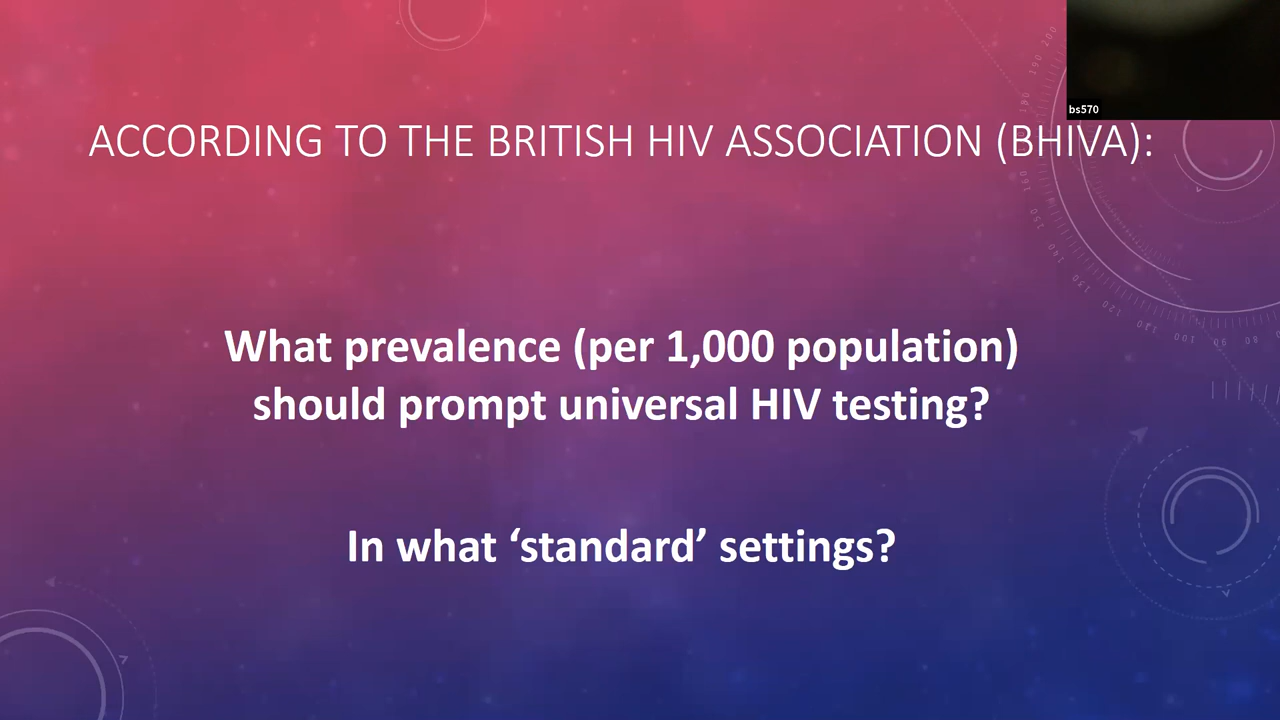 bs570
ACCORDING TO THE BRITISH HIV ASSOCIATION (BHIVA):
What prevalence (per 1,000 population)
should prompt universal HIV testing?
In what ‘standard’ settings?